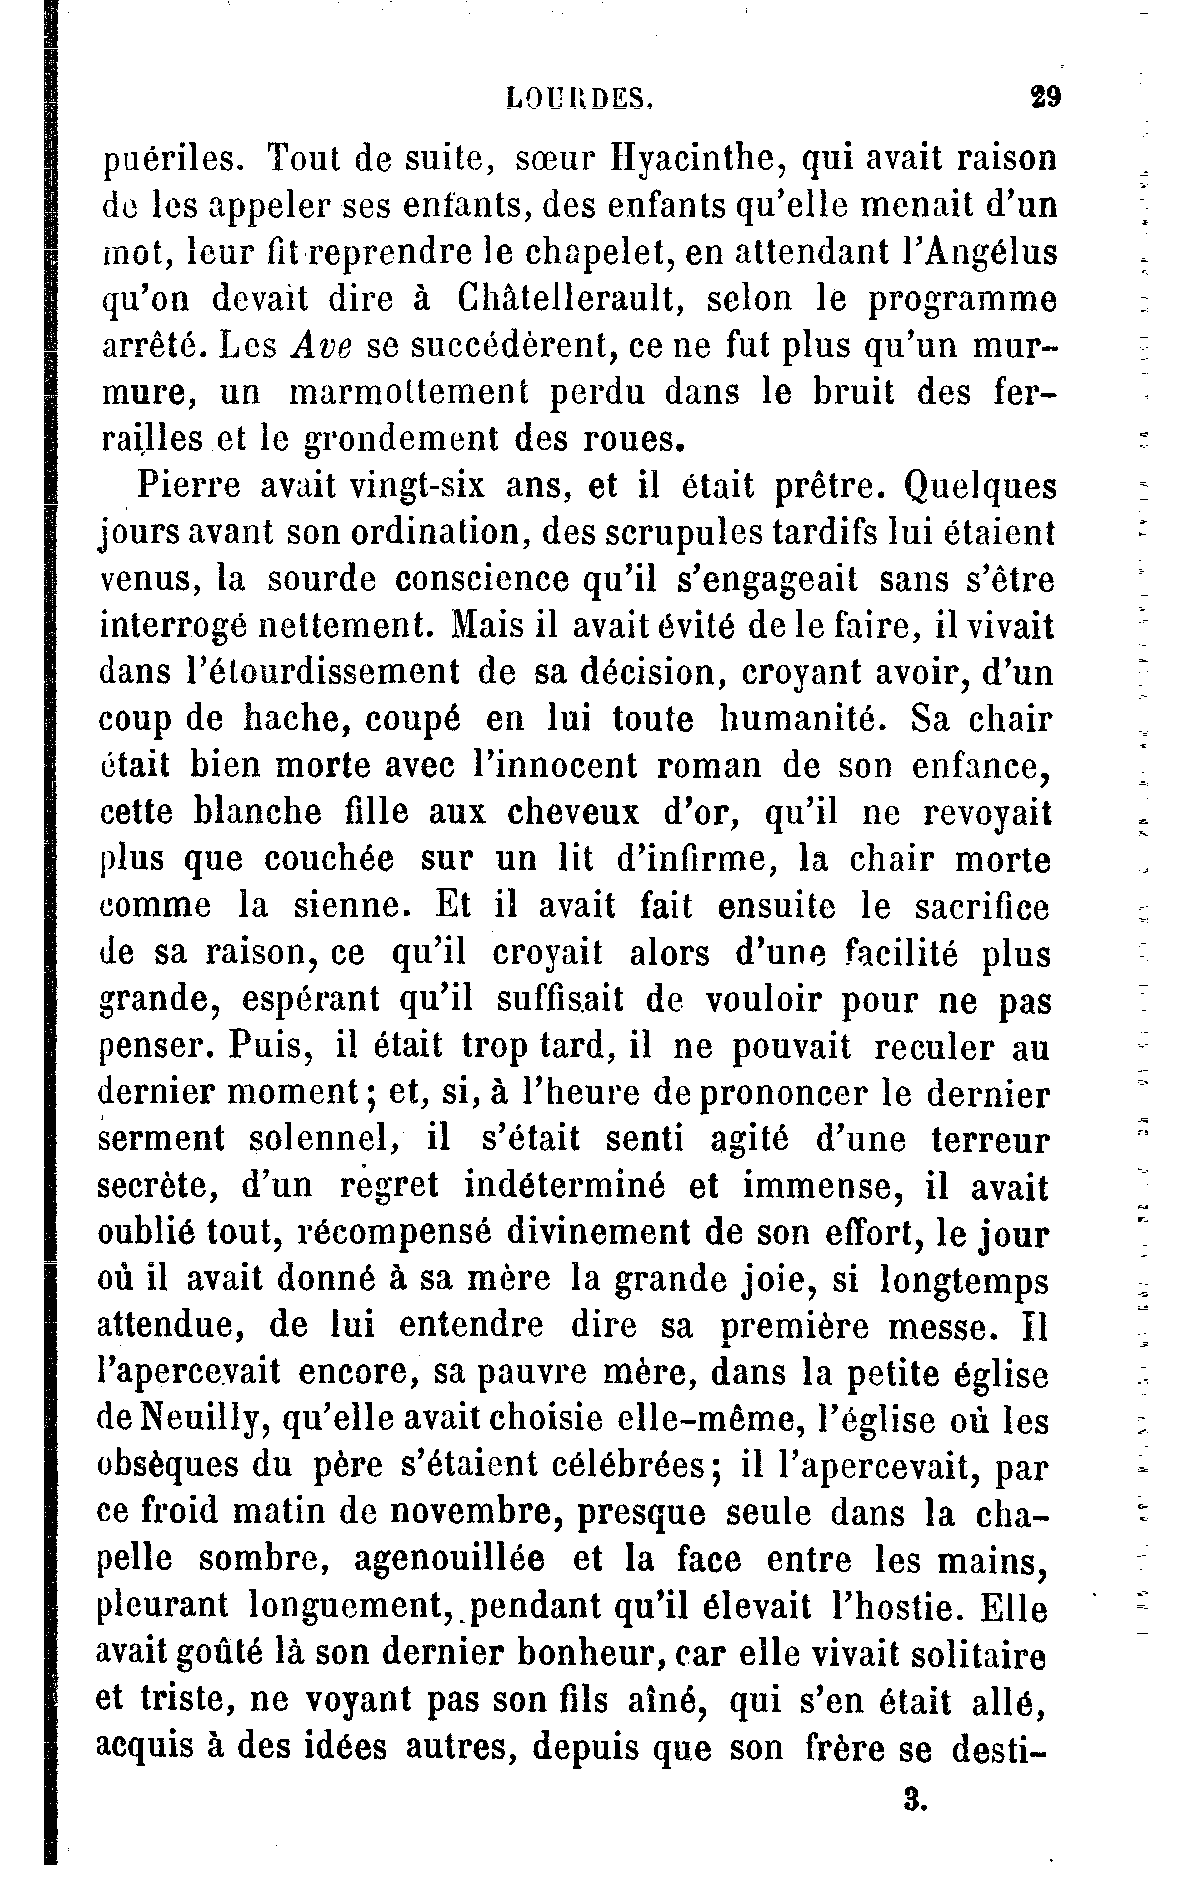 LOURDES. 29
puériles. Tout de suite, sœur Hyacinthe, qui avait raison
de les appeler ses enfants, des enfants qu'elle menait d'un
mot, leur fit reprendre le chapelet, en attendant l'Angélus
qu'on devait dire à Châtellerault, selon le programme
arrêté. Les Ave se succédèrent, ce ne fut plus qu'un mur-
mure, un marmottement perdu dans le bruit des fer-
railles et le grondement des roues.
Pierre avait vingt-six ans, et il était prêtre. Quelques
jours avant son ordination, des scrupules tardifs lui étaient
venus, la sourde conscience qu'il s'engageait sans s'être
interrogé nettement. Mais il avait évité de le faire, il vivait
dans l'étourdissement de sa décision, croyant avoir, d'un
coup de hache, coupé en lui toute humanité. Sa chair
était bien morte avec l'innocent roman de son enfance,
cette blanche fille aux cheveux d'or, qu'il ne revoyait
plus que couchée sur un lit d'infirme, la chair morte
comme la sienne. Et il avait fait ensuite le sacrifice
de sa raison, ce qu'il croyait alors d'une facilité plus
grande, espérant qu'il suffisait de vouloir pour ne pas
penser. Puis, il était trop tard, il ne pouvait reculer au
dernier moment ; et, si, à l'heure de prononcer le dernier
serment solennel, il s'était senti agité d'une terreur
secrète, d'un regret indéterminé et immense, il avait
oublié tout, récompensé divinement de son effort, le jour
où il avait donné à sa mère la grande joie, si longtemps
attendue, de lui entendre dire sa première messe. Il
l'apercevait encore, sa pauvre mère, dans la petite église
de Neuilly, qu'elle avait choisie elle-même, l'église où les
obsèques du père s'étaient célébrées ; il l'apercevait, par
ce froid matin de novembre, presque seule dans la cha-
pelle sombre, agenouillée et la face entre les mains,
pleurant longuement, pendant qu'il élevait l'hostie. Elle
avait goûté là son dernier bonheur, car elle vivait solitaire
et triste, ne voyant pas son fils aîné, qui s'en était allé,
acquis à des idées autres, depuis que son frère se desti-
3.